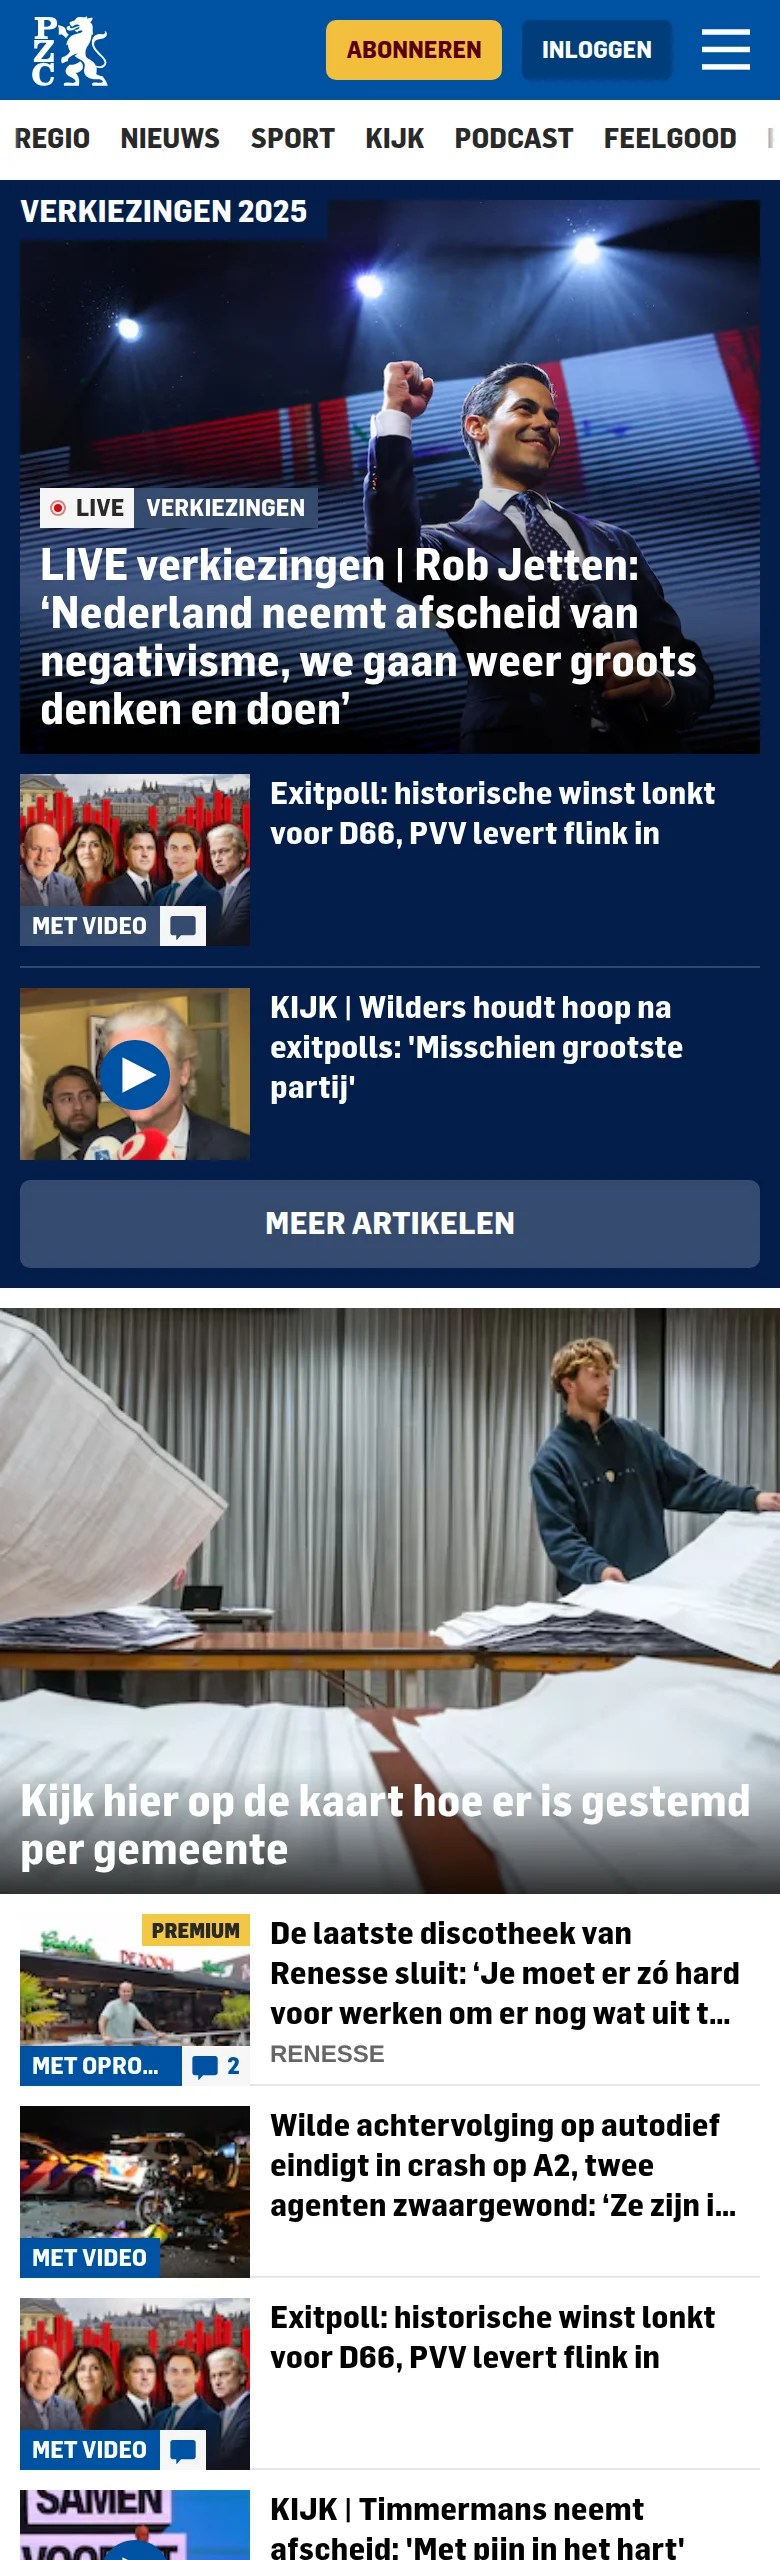 PZC
ABONNEREN
INLOGGEN
REGIO NIEUWS SPORT KIJK PODCAST FEELGOOD
VERKIEZINGEN 2025
LIVE VERKIEZINGEN
LIVE verkiezingen | Rob Jetten:
‘Nederland neemt afscheid van
negativisme, we gaan weer groots
denken en doen’
Exitpoll: historische winst lonkt
voor D66, PVV levert flink in
MET VIDEO
KIJK | Wilders houdt hoop na
exitpolls: 'Misschien grootste
partij'
MEER ARTIKELEN
Kijk hier op de kaart hoe er is gestemd
per gemeente
PREMIUM
De laatste discotheek van
Renesse sluit: ‘Je moet er zó hard
voor werken om er nog wat uit t...
RENESSE
Grolsch
DE ZOOM
MET OPRO...
2
Wilde achtervolging op autodief
eindigt in crash op A2, twee
agenten zwaargewond: ‘Ze zijn i...
MET VIDEO
Exitpoll: historische winst lonkt
voor D66, PVV levert flink in
MET VIDEO
SAMEN
KIJK | Timmermans neemt
afscheid: 'Met pijn in het hart'